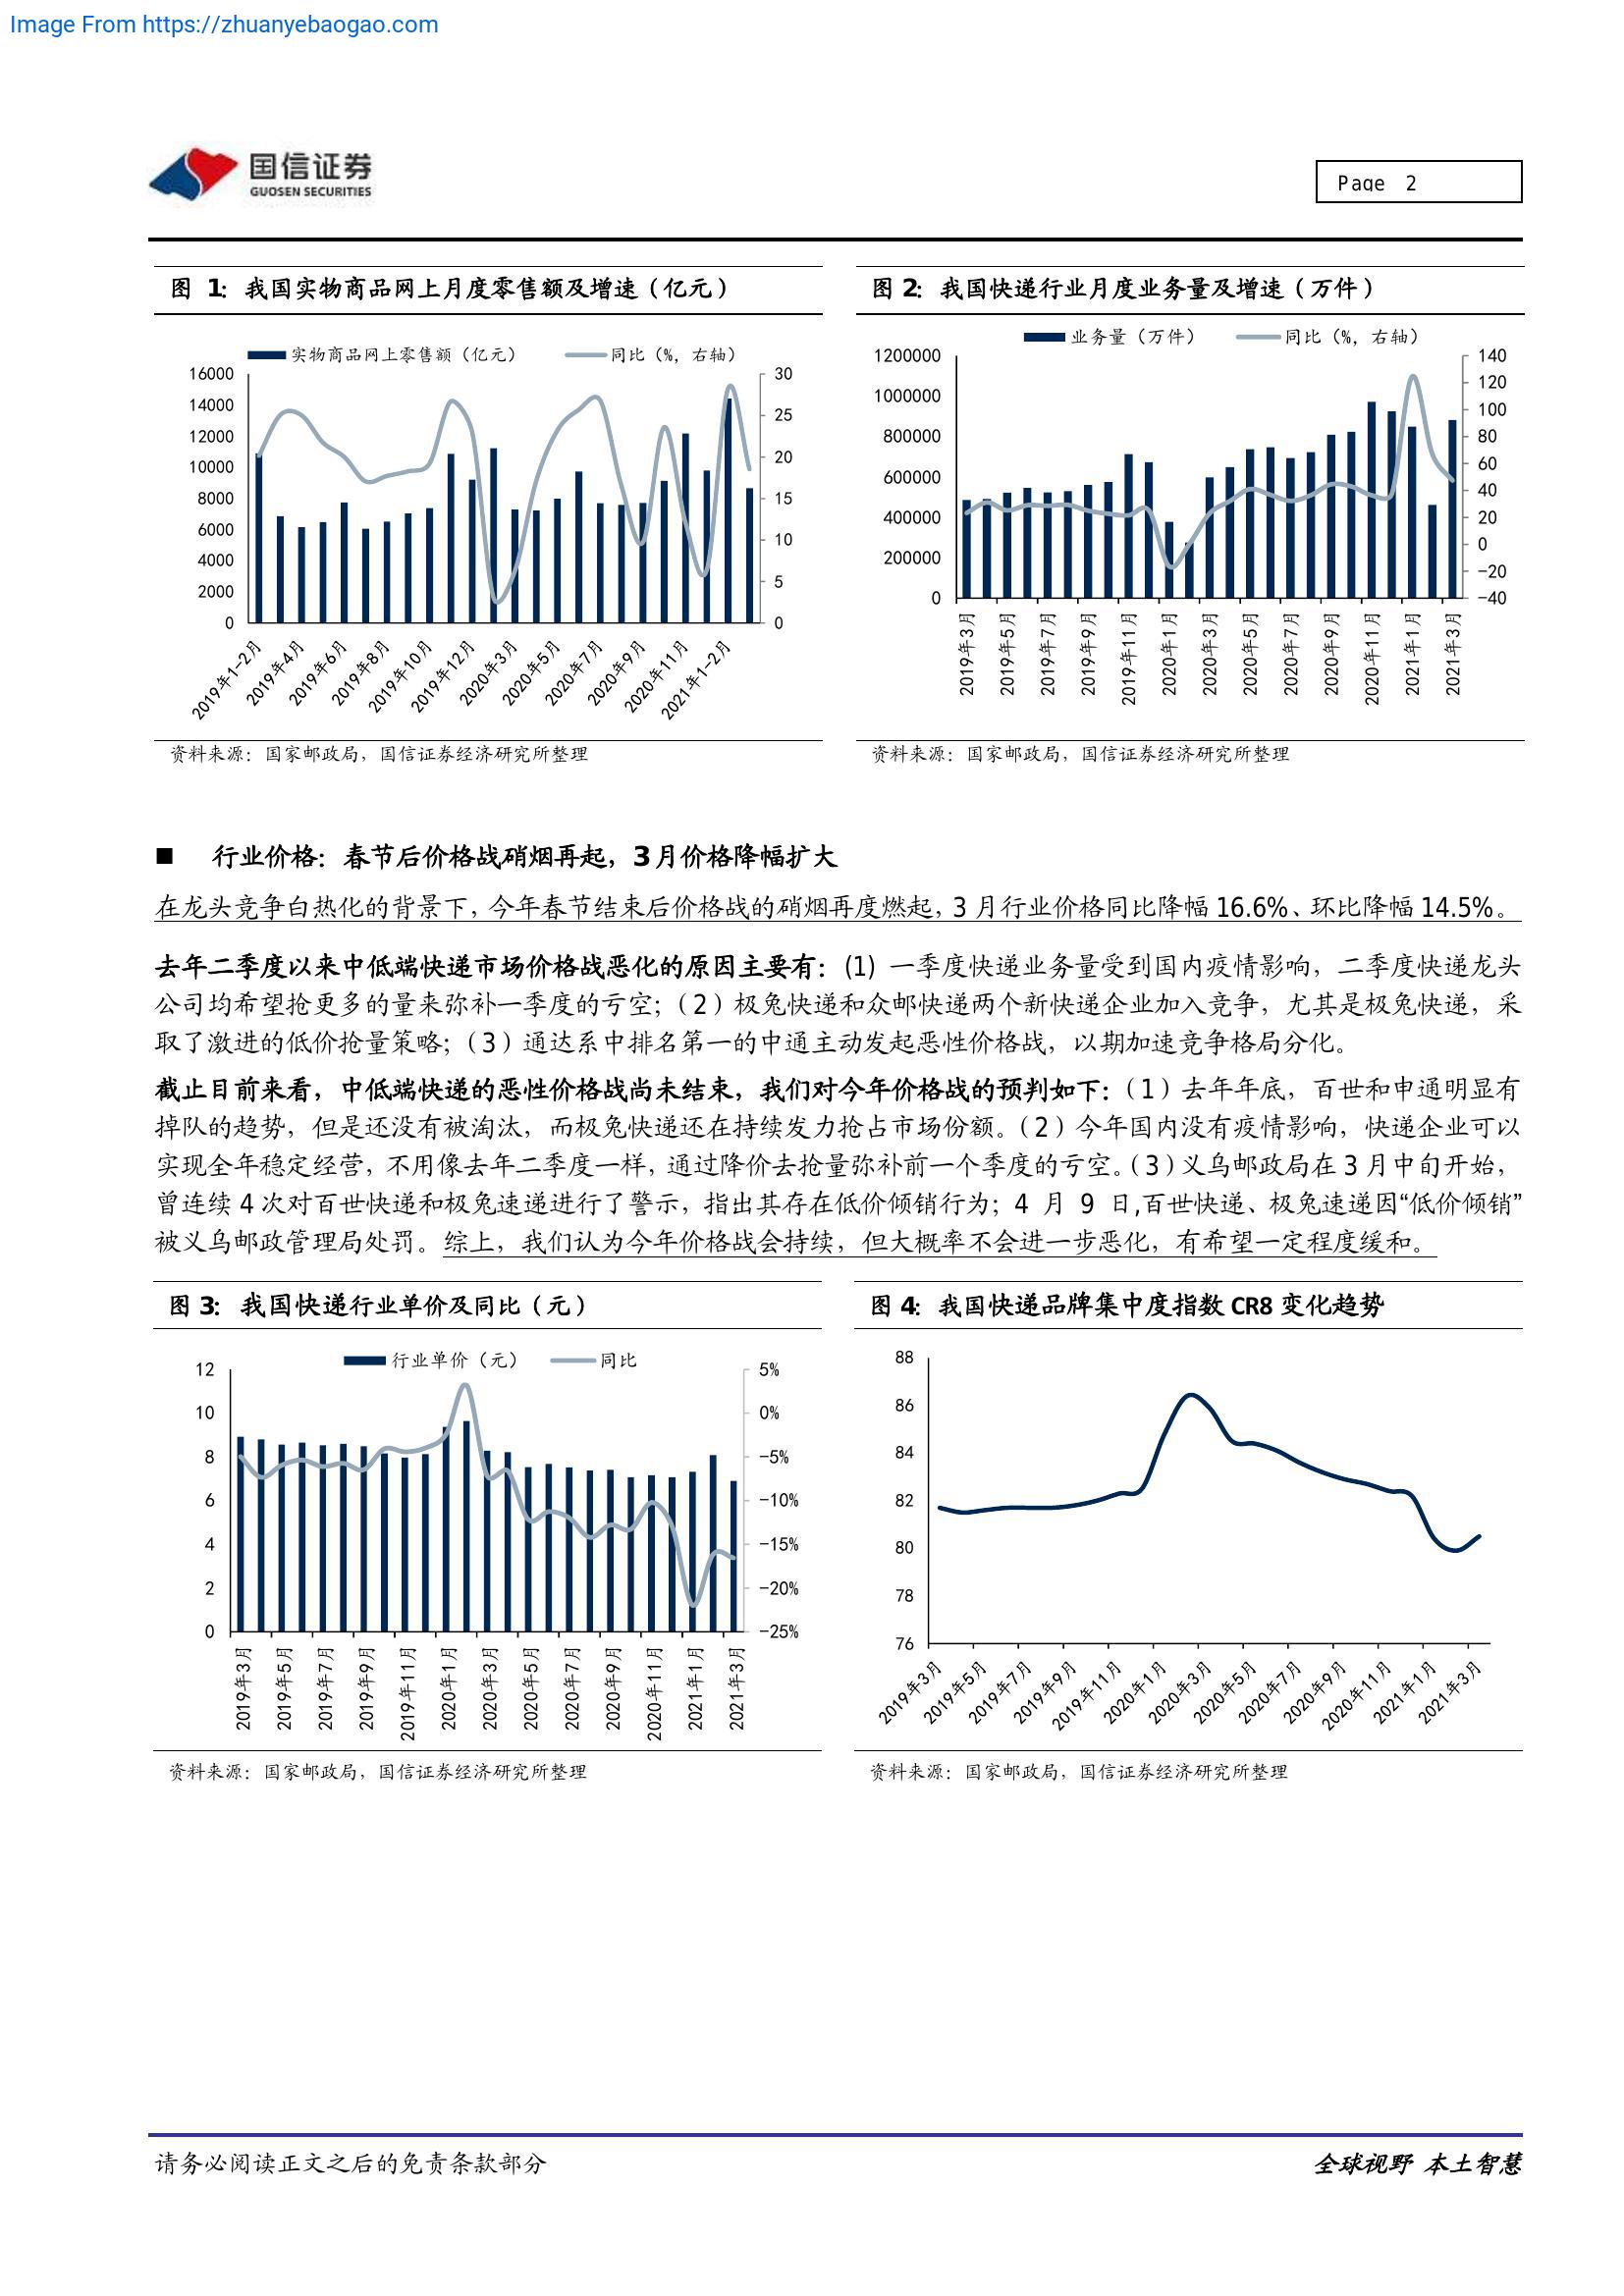 Image From https://zhuanyebaogao.com
国信证券
GUOSEN SECURITIES
Page 2
图 1：我国实物商品网上月度零售额及增速（亿元）
实物商品网上零售额（亿元）
同比（%，右轴）
16000
14000
12000
10000
8000
6000
4000
2000
0
30
25
20
15
10
5
0
2019年1-2月
2019年4月
2019年6月
2019年8月
2019年10月
2019年12月
2020年3月
2020年5月
2020年7月
2020年9月
2020年11月
2021年1-2月
资料来源：国家邮政局，国信证券经济研究所整理
图 2：我国快递行业月度业务量及增速（万件）
业务量（万件）
同比（%，右轴）
1200000
1000000
800000
600000
400000
200000
0
140
120
100
80
60
40
20
0
-20
-40
2019年3月
2019年5月
2019年7月
2019年9月
2019年11月
2020年1月
2020年3月
2020年5月
2020年7月
2020年9月
2020年11月
2021年1月
2021年3月
资料来源：国家邮政局，国信证券经济研究所整理
■ 行业价格：春节后价格战硝烟再起，3月价格降幅扩大
在龙头竞争白热化的背景下，今年春节结束后价格战的硝烟再度燃起，3 月行业价格同比降幅 16.6%、环比降幅 14.5%。
去年二季度以来中低端快递市场价格战恶化的原因主要有：(1) 一季度快递业务量受到国内疫情影响，二季度快递龙头
公司均希望抢更多的量来弥补一季度的亏空；（2）极兔快递和众邮快递两个新快递企业加入竞争，尤其是极兔快递，采
取了激进的低价抢量策略；（3）通达系中排名第一的中通主动发起恶性价格战，以期加速竞争格局分化。
截止目前来看，中低端快递的恶性价格战尚未结束，我们对今年价格战的预判如下：（1）去年年底，百世和申通明显有
掉队的趋势，但是还没有被淘汰，而极兔快递还在持续发力抢占市场份额。（2）今年国内没有疫情影响，快递企业可以
实现全年稳定经营，不用像去年二季度一样，通过降价去抢量弥补前一个季度的亏空。（3）义乌邮政局在 3 月中旬开始，
曾连续 4 次对百世快递和极兔速递进行了警示，指出其存在低价倾销行为；4 月 9 日,百世快递、极兔速递因“低价倾销”
被义乌邮政管理局处罚。综上，我们认为今年价格战会持续，但大概率不会进一步恶化，有希望一定程度缓和。
图 3：我国快递行业单价及同比（元）
行业单价（元）
同比
12
10
8
6
4
2
0
5%
0%
-5%
-10%
-15%
-20%
-25%
2019年3月
2019年5月
2019年7月
2019年9月
2019年11月
2020年1月
2020年3月
2020年5月
2020年7月
2020年9月
2020年11月
2021年1月
2021年3月
资料来源：国家邮政局，国信证券经济研究所整理
图 4：我国快递品牌集中度指数 CR8 变化趋势
88
86
84
82
80
78
76
2019年3月
2019年5月
2019年7月
2019年9月
2019年11月
2020年1月
2020年3月
2020年5月
2020年7月
2020年9月
2020年11月
2021年1月
2021年3月
资料来源：国家邮政局，国信证券经济研究所整理
请务必阅读正文之后的免责条款部分
全球视野 本土智慧